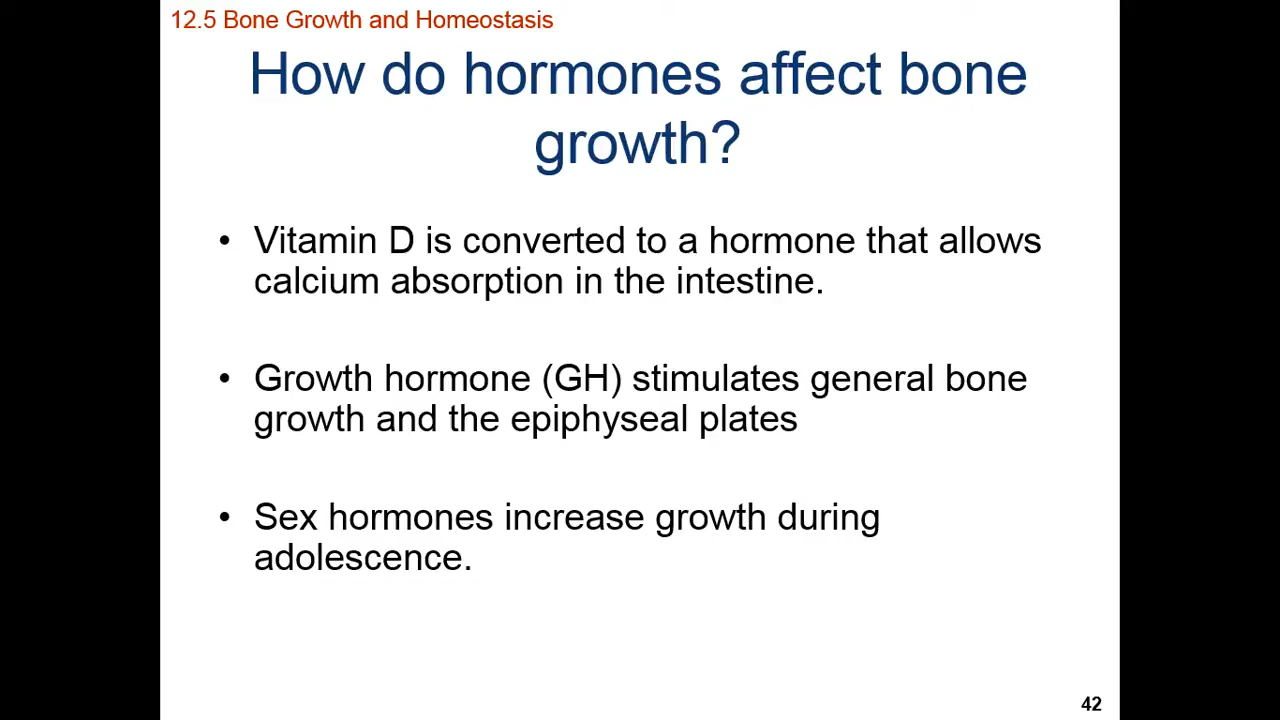 12.5 Bone Growth and Homeostasis
How do hormones affect bone
growth?
• Vitamin D is converted to a hormone that allows
calcium absorption in the intestine.
• Growth hormone (GH) stimulates general bone
growth and the epiphyseal plates
• Sex hormones increase growth during
adolescence.
42